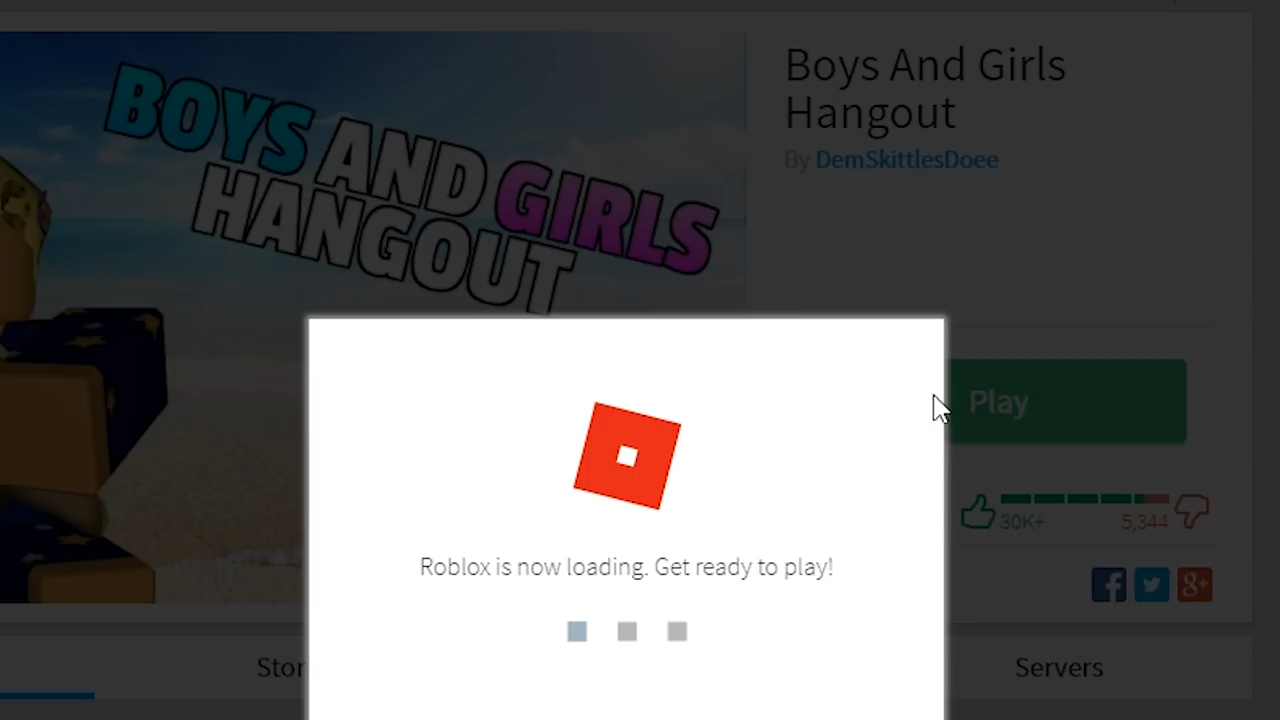 BOYS AND GIRLS
HANGOUT
Boys And Girls
Hangout
By DemSkittlesDoee
Play
30K+
5,344
Roblox is now loading. Get ready to play!
Stor
Servers